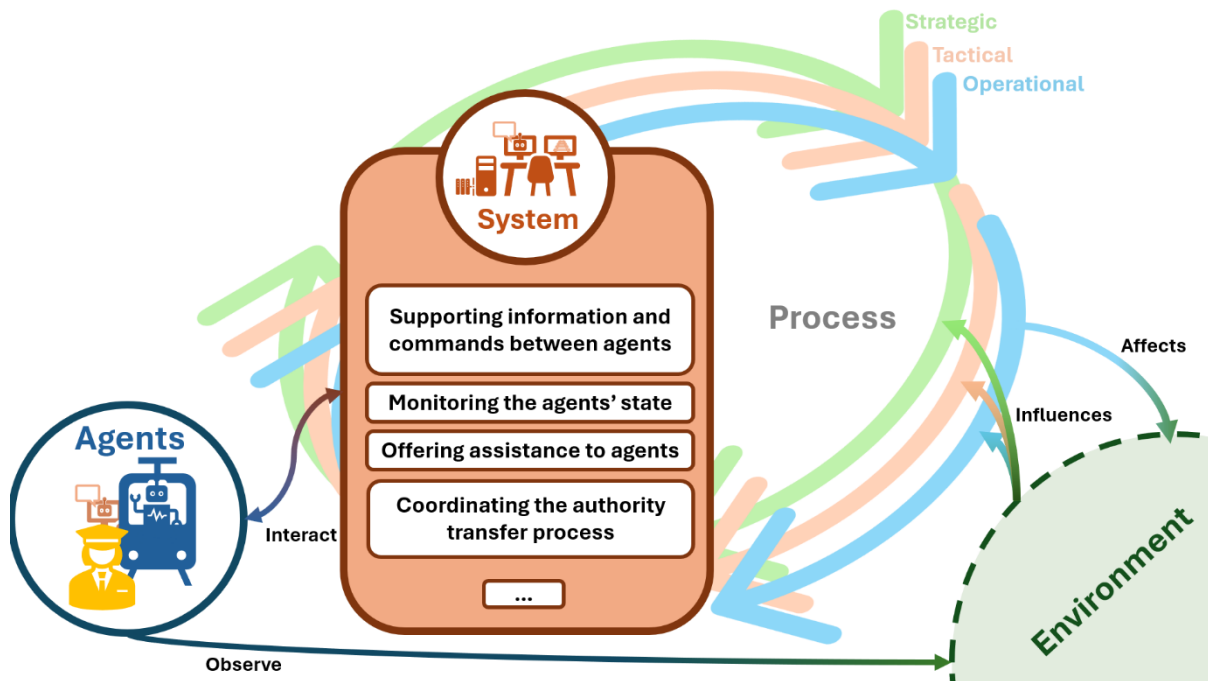 Strategic
Tactical
Operational
System
Supporting information and
commands between agents
Process
Monitoring the agents' state
Affects
Influences
Agents
Offering assistance to agents
Coordinating the authority
transfer process
Interact
...
Environment
Observe